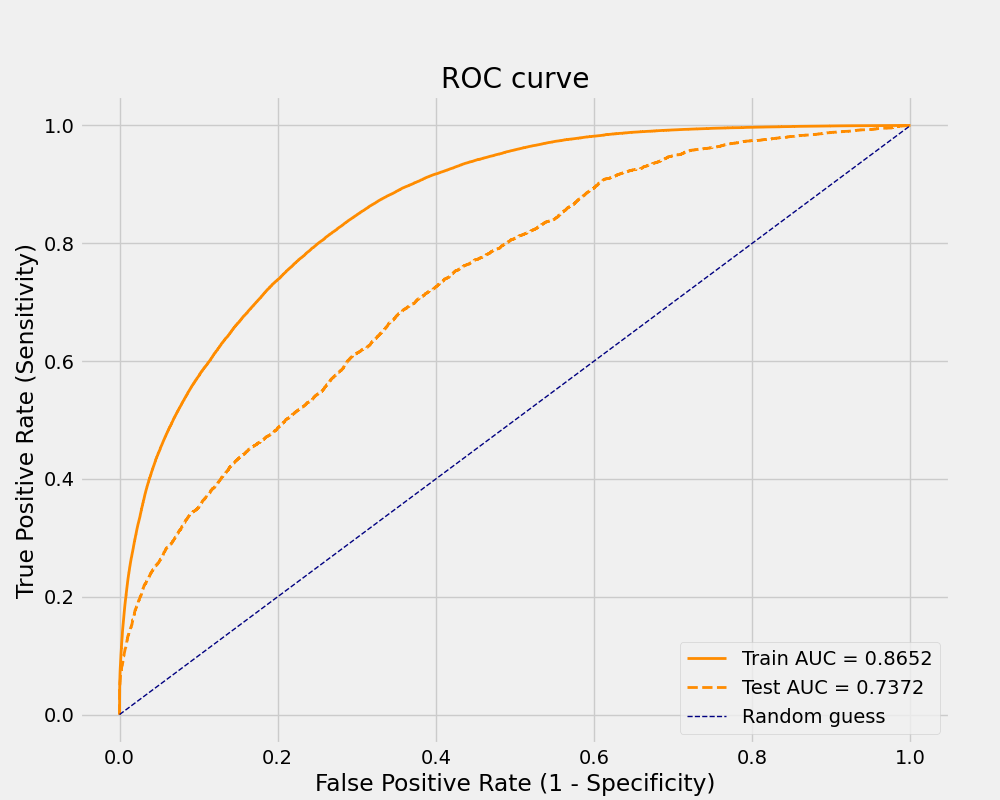 ROC curve
True Positive Rate (Sensitivity)
1.0
0.8
0.6
0.4
0.2
0.0
Train AUC = 0.8652
Test AUC = 0.7372
Random guess
0.0 0.2 0.4 0.6 0.8 1.0
False Positive Rate (1 - Specificity)